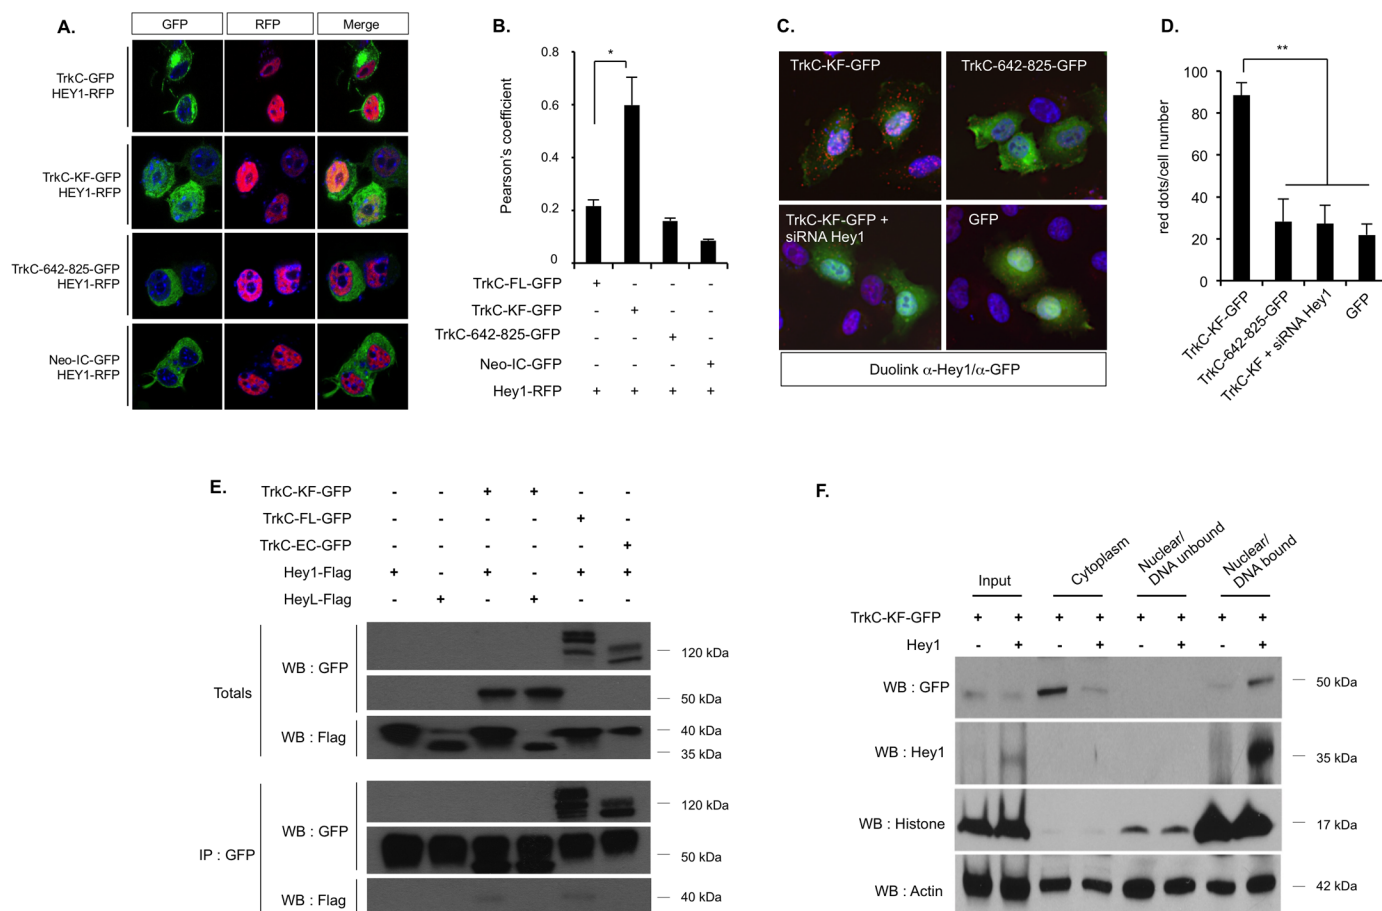 A.
GFP RFP Merge
TrkC-GFP
HEY1-RFP
TrkC-KF-GFP
HEY1-RFP
TrkC-642-825-GFP
HEY1-RFP
Neo-IC-GFP
HEY1-RFP
B.
Pearson's coefficient
0.8
0.6
0.4
0.2
0
*
TrkC-FL-GFP + - - -
TrkC-KF-GFP - + - -
TrkC-642-825-GFP - - + -
Neo-IC-GFP - - - +
Hey1-RFP + + + +
C.
TrkC-KF-GFP
TrkC-642-825-GFP
TrkC-KF-GFP +
siRNA Hey1
GFP
Duolink α-Hey1/α-GFP
D.
red dots/cell number
100
80
60
40
20
0
**
TrkC-KF-GFP
TrkC-642-825-GFP
TrkC-KF + siRNA Hey1
GFP
E.
TrkC-KF-GFP - - + + - -
TrkC-FL-GFP - - - - + -
TrkC-EC-GFP - - - - - +
Hey1-Flag + - + - + +
HeyL-Flag - + - + - -
Totals
WB : GFP
120 kDa
50 kDa
WB : Flag
40 kDa
35 kDa
IP : GFP
WB : GFP
120 kDa
50 kDa
WB : Flag
40 kDa
F.
Input
Cytoplasm
Nuclear/
DNA unbound
Nuclear/
DNA bound
TrkC-KF-GFP + + + + + + + +
Hey1 - + - + - + - +
WB : GFP
50 kDa
WB : Hey1
35 kDa
WB : Histone
17 kDa
WB : Actin
42 kDa